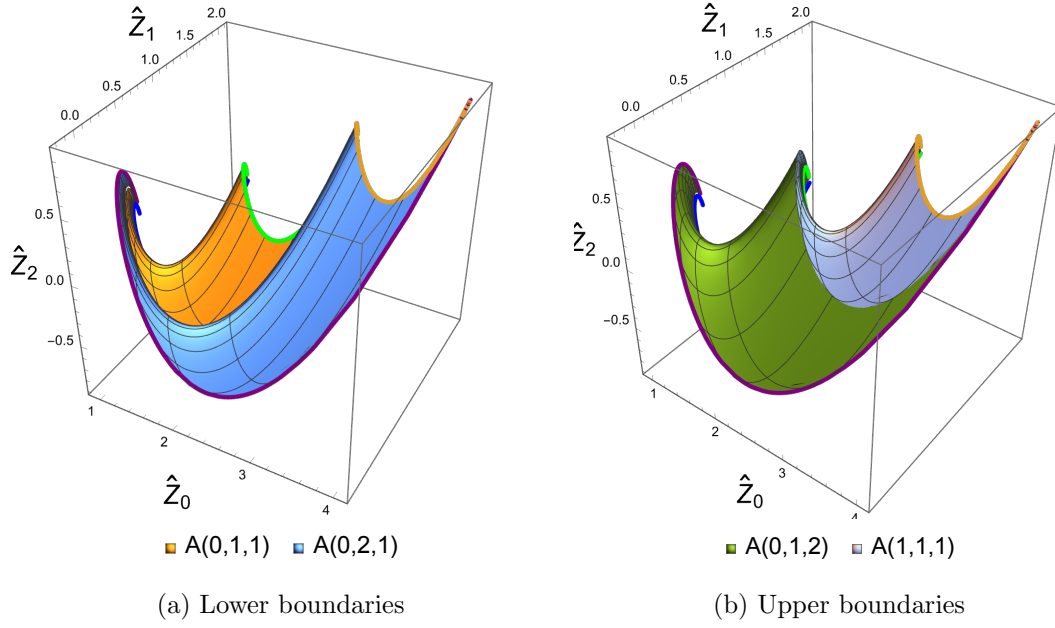 Ẑ1
2.0
1.5
1.0
0.5
0.0
0.5
0.0
−0.5
Ẑ2
1
2
3
4
Ẑ0
A(0,1,1) A(0,2,1)
(a) Lower boundaries
Ẑ1
2.0
1.5
1.0
0.5
0.0
0.5
0.0
−0.5
Ẑ2
1
2
3
4
Ẑ0
A(0,1,2) A(1,1,1)
(b) Upper boundaries